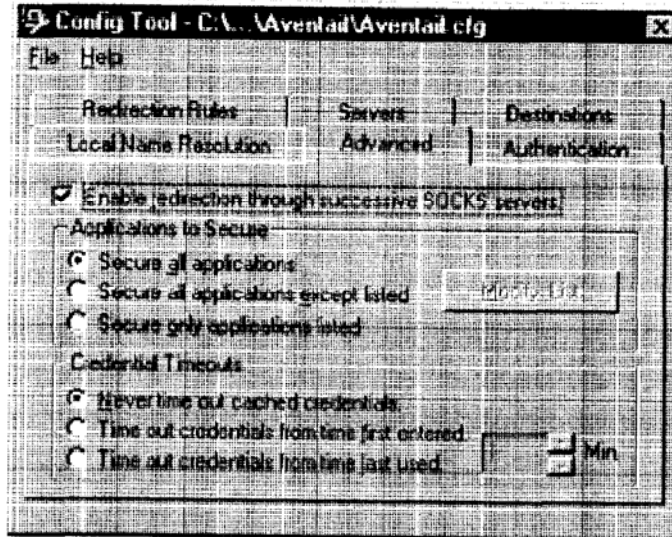 Config Tool - C:\...\Aventail\Aventail.cfg
File Help
Redirection Rules Servers Destinations
Local Name Resolution Advanced Authentication
Enable redirection through successive SOCKS servers.
Applications to Secure
Secure all applications
Secure all applications except listed
Modify List...
Secure only applications listed
Credential Timeouts
Never time out cached credentials.
Time out credentials from time first entered.
Time out credentials from time last used.
Min.